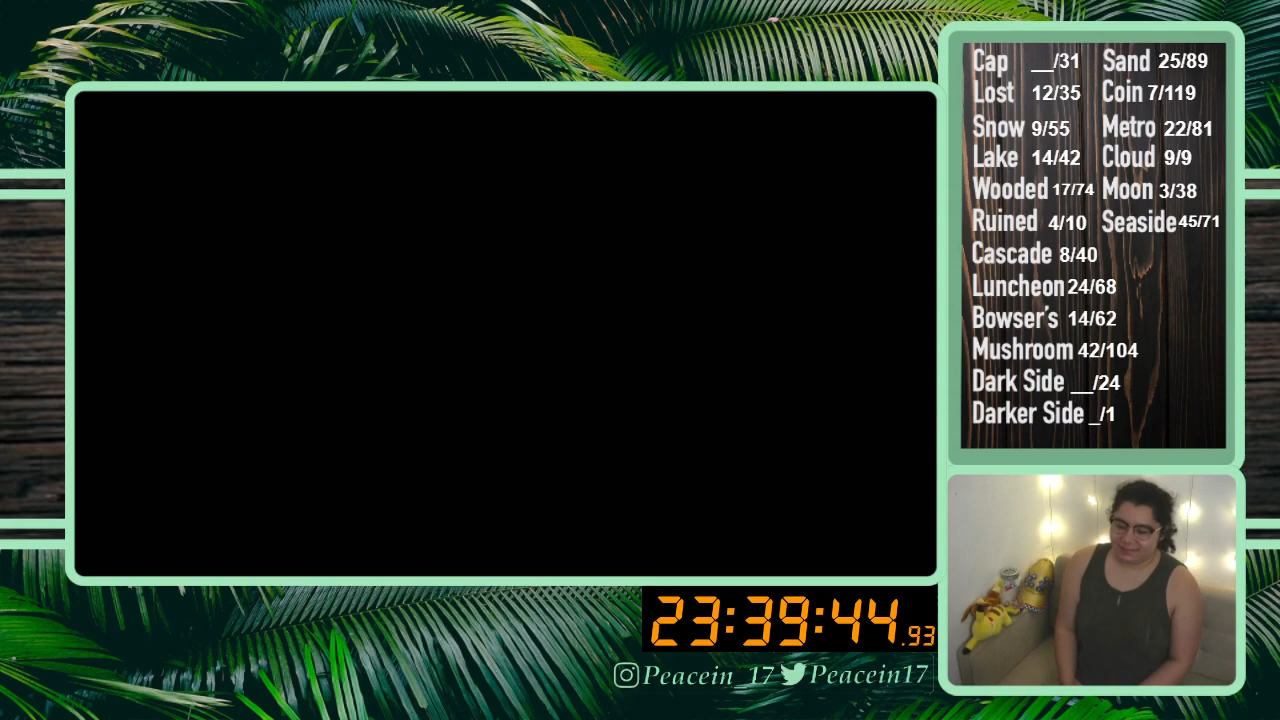 Cap __/31 Sand 25/89
Lost 12/35 Coin 7/119
Snow 9/55 Metro 22/81
Lake 14/42 Cloud 9/9
Wooded 17/74 Moon 3/38
Ruined 4/10 Seaside 45/71
Cascade 8/40
Luncheon 24/68
Bowser's 14/62
Mushroom 42/104
Dark Side __/24
Darker Side _/1
23:39:44.93
Peacein_17 Peacein17